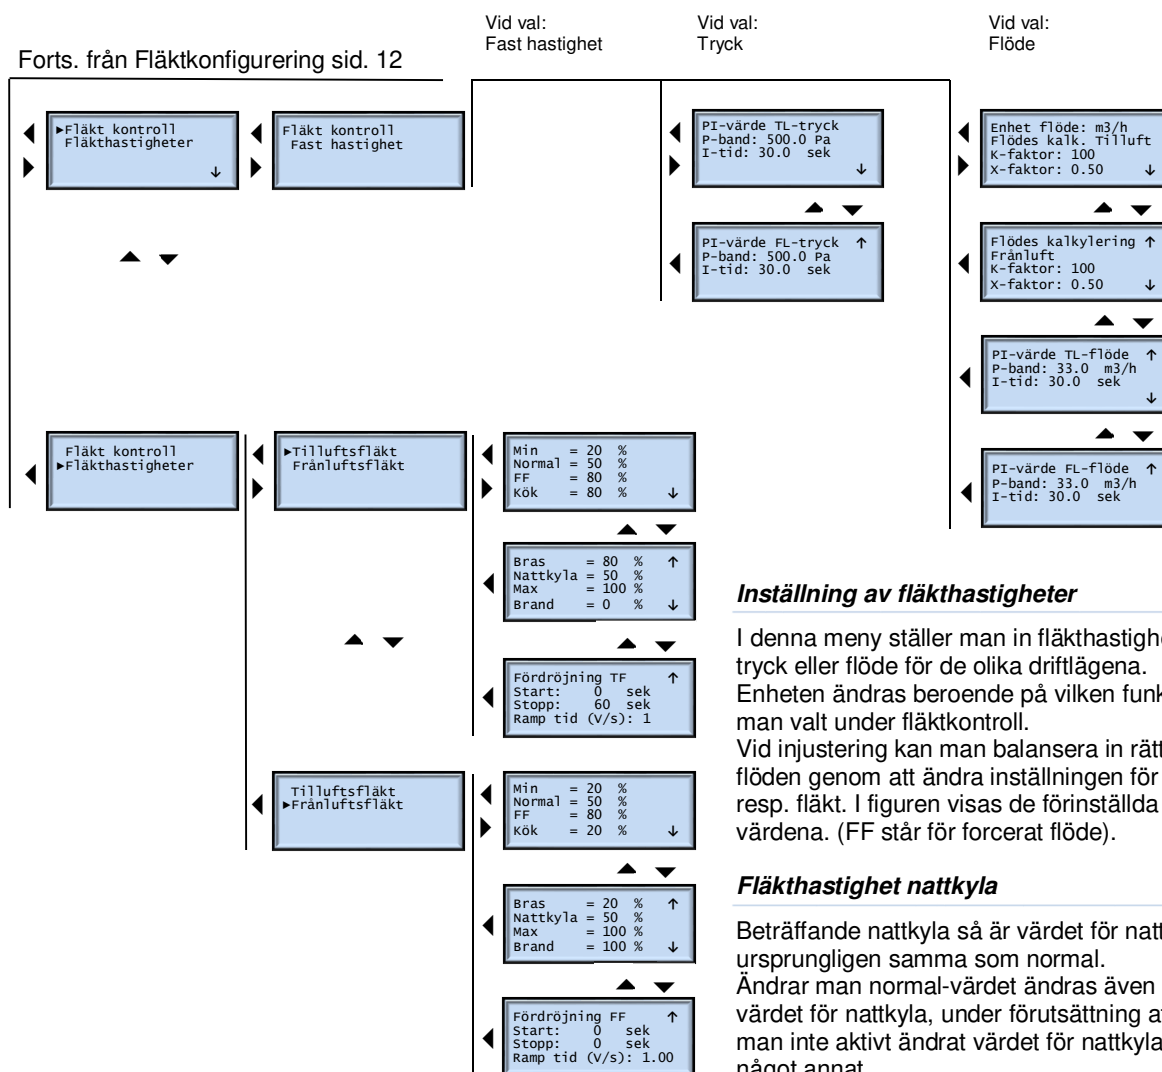 Vid val:
Fast hastighet
Vid val:
Tryck
Vid val:
Flöde
Forts. från Fläktkonfigurering sid. 12
►Fläkt kontroll
Fläkthastigheter
↓
Fläkt kontroll
Fast hastighet
PI-värde TL-tryck
P-band: 500.0 Pa
I-tid: 30.0 sek
↓
PI-värde FL-tryck ↑
P-band: 500.0 Pa
I-tid: 30.0 sek
Enhet flöde: m3/h
Flödes kalk. Tilluft
K-faktor: 100
X-faktor: 0.50 ↓
Flödes kalkylering ↑
Frånluft
K-faktor: 100
X-faktor: 0.50 ↓
PI-värde TL-flöde ↑
P-band: 33.0 m3/h
I-tid: 30.0 sek
↓
PI-värde FL-flöde ↑
P-band: 33.0 m3/h
I-tid: 30.0 sek
Fläkt kontroll
►Fläkthastigheter
►Tilluftsfläkt
Frånluftsfläkt
Min = 20 %
Normal = 50 %
FF = 80 %
Kök = 80 % ↓
Bras = 80 % ↑
Nattkyla = 50 %
Max = 100 %
Brand = 0 % ↓
Fördröjning TF ↑
Start: 0 sek
Stopp: 60 sek
Ramp tid (V/s): 1
Tilluftsfläkt
►Frånluftsfläkt
Min = 20 %
Normal = 50 %
FF = 80 %
Kök = 20 % ↓
Bras = 20 % ↑
Nattkyla = 50 %
Max = 100 %
Brand = 100 % ↓
Fördröjning FF ↑
Start: 0 sek
Stopp: 0 sek
Ramp tid (V/s): 1.00
Inställning av fläkthastigheter
I denna meny ställer man in
tryck eller flöde för de olika driftlägena.
Enheten ändras beroende på vilken
man valt under fläktkontroll.
Vid injustering kan man balansera in rätt
flöden genom att ändra inställningen för
resp. fläkt. I figuren visas de förinställda
värdena. (FF står för forcerat flöde).
Fläkthastighet nattkyla
Beträffande nattkyla så är värdet för
ursprungligen samma som normal.
Ändrar man normal-värdet ändras även
värdet för nattkyla, under förutsättning
man inte aktivt ändrat värdet för nattkyla
något annat